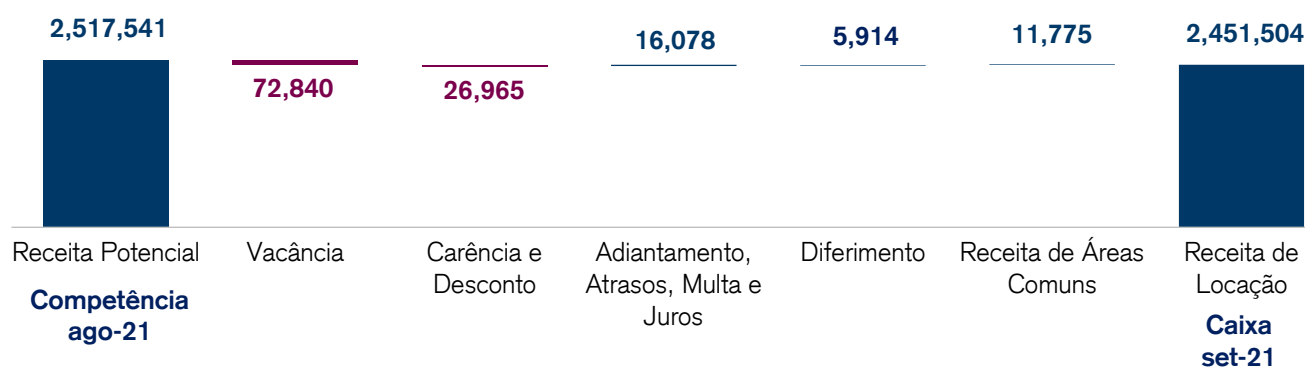 2,517,541
72,840
26,965
16,078
5,914
11,775
2,451,504
Receita Potencial
Competência
ago-21
Vacância
Carência e
Desconto
Adiantamento,
Atrasos, Multa e
Juros
Diferimento
Receita de Áreas
Comuns
Receita de
Locação
Caixa
set-21